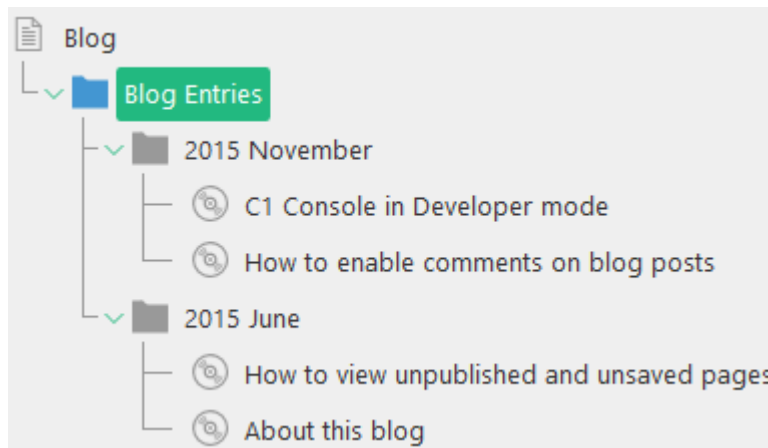 Blog
Blog Entries
2015 November
C1 Console in Developer mode
How to enable comments on blog posts
2015 June
How to view unpublished and unsaved pages
About this blog